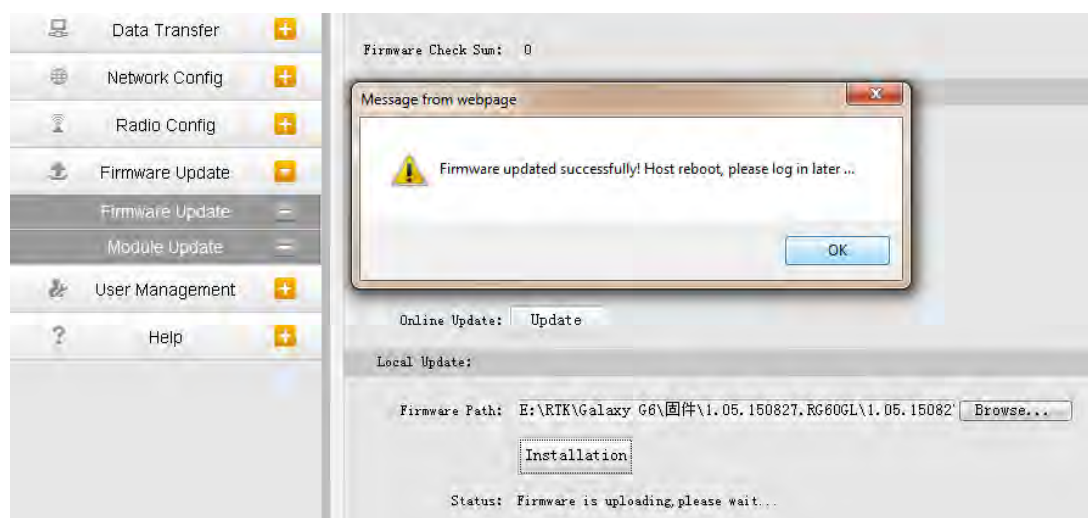 Data Transfer
Network Config
Radio Config
Firmware Update
Firmware Update
Module Update
User Management
? Help
Firmware Check Sum: 0
Message from webpage
Firmware updated successfully! Host reboot, please log in later ...
OK
Online Update: Update
Local Update:
Firmware Path: E:\RTK\Galaxy G6\固件\1.05.150827.RG60GL\1.05.15082 Browse...
Installation
Status: Firmware is uploading,please wait...